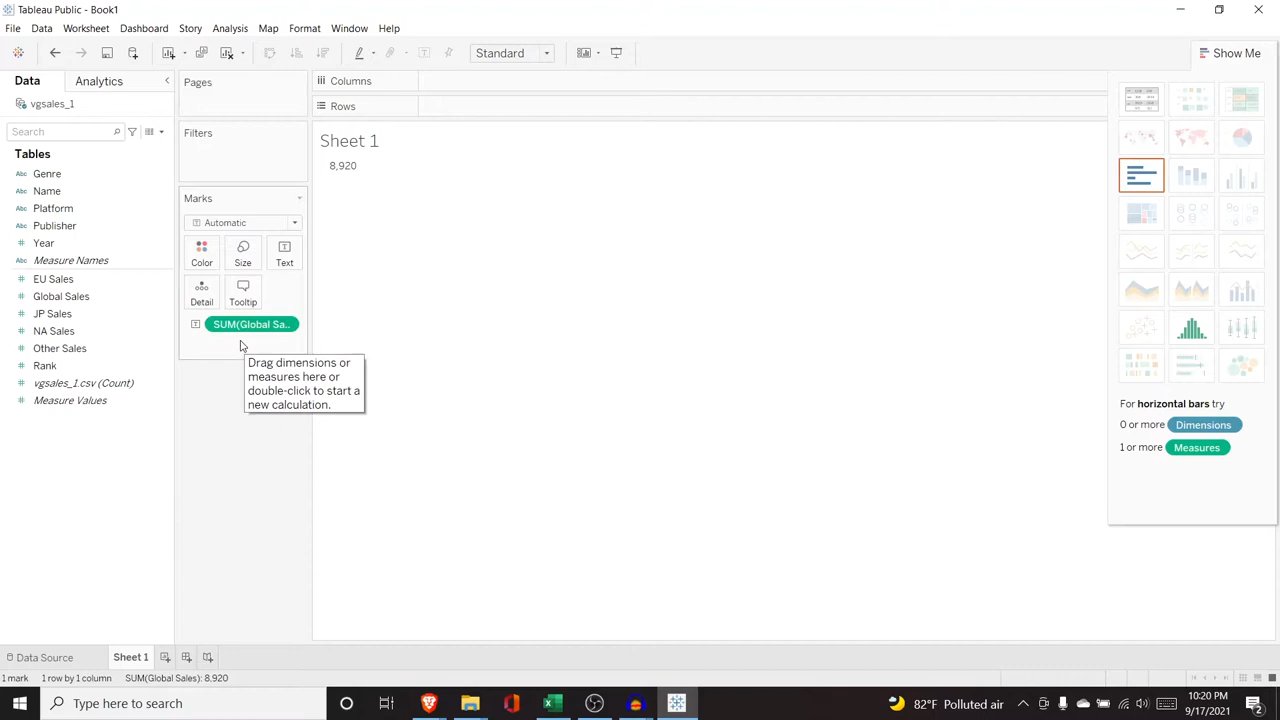 Tableau Public - Book1
File Data Worksheet Dashboard Story Analysis Map Format Window Help
Standard
Show Me
Data Analytics
vgsales_1
Search
Tables
Abc Genre
Abc Name
Abc Platform
Abc Publisher
# Year
Abc Measure Names
# EU Sales
# Global Sales
# JP Sales
# NA Sales
# Other Sales
# Rank
# vgsales_1.csv (Count)
# Measure Values
Pages
Filters
Marks
Automatic
Color Size Text
Detail Tooltip
SUM(Global Sa..
Drag dimensions or
measures here or
double-click to start a
new calculation.
Columns
Rows
Sheet 1
8,920
For horizontal bars try
0 or more Dimensions
1 or more Measures
Data Source Sheet 1
1 mark 1 row by 1 column SUM(Global Sales): 8,920
Type here to search
82°F Polluted air
10:20 PM
9/17/2021
2